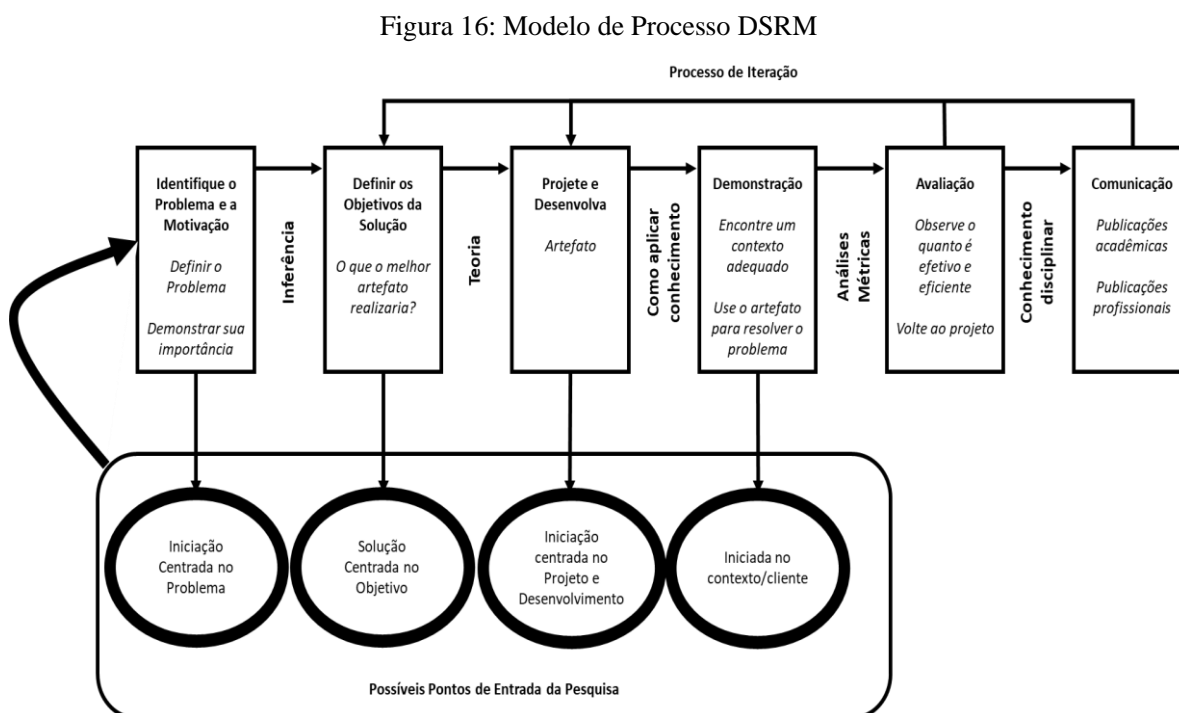 Figura 16: Modelo de Processo DSRM
Processo de Iteração
Identifique o
Problema e a
Motivação
Definir o
Problema
Demonstrar sua
importância
Inferência
Definir os
Objetivos da
Solução
O que o melhor
artefato
realizaria?
Teoria
Projete e
Desenvolva
Artefato
Como aplicar
conhecimento
Demonstração
Encontre um
contexto
adequado
Use o artefato
para resolver o
problema
Análises
Métricas
Avaliação
Observe o
quanto é
efetivo e
eficiente
Volte ao projeto
Conhecimento
disciplinar
Comunicação
Publicações
acadêmicas
Publicações
profissionais
Iniciação
Centrada no
Problema
Solução
Centrada no
Objetivo
Iniciação
centrada no
Projeto e
Desenvolvimento
Iniciada no
contexto/cliente
Possíveis Pontos de Entrada da Pesquisa